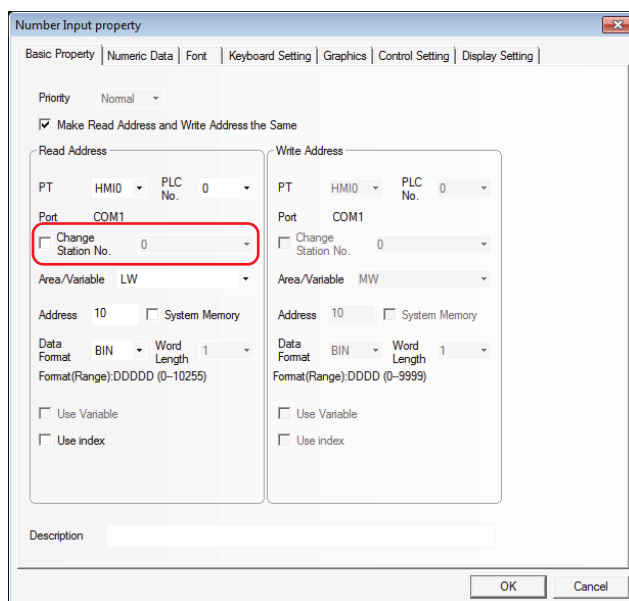 Number Input property
Basic Property Numeric Data Font Keyboard Setting Graphics Control Setting Display Setting
Priority Normal
Make Read Address and Write Address the Same
Read Address
PT HMI0 PLC No. 0
Port COM1
Change Station No. 0
Area/Variable LW
Address 10 System Memory
Data Format BIN Word Length 1
Format(Range):DDDDD (0--10255)
Use Variable
Use index
Write Address
PT HMI0 PLC No. 0
Port COM1
Change Station No. 0
Area/Variable MW
Address 10 System Memory
Data Format BIN Word Length 1
Format(Range):DDDD (0--9999)
Use Variable
Use index
Description
OK Cancel